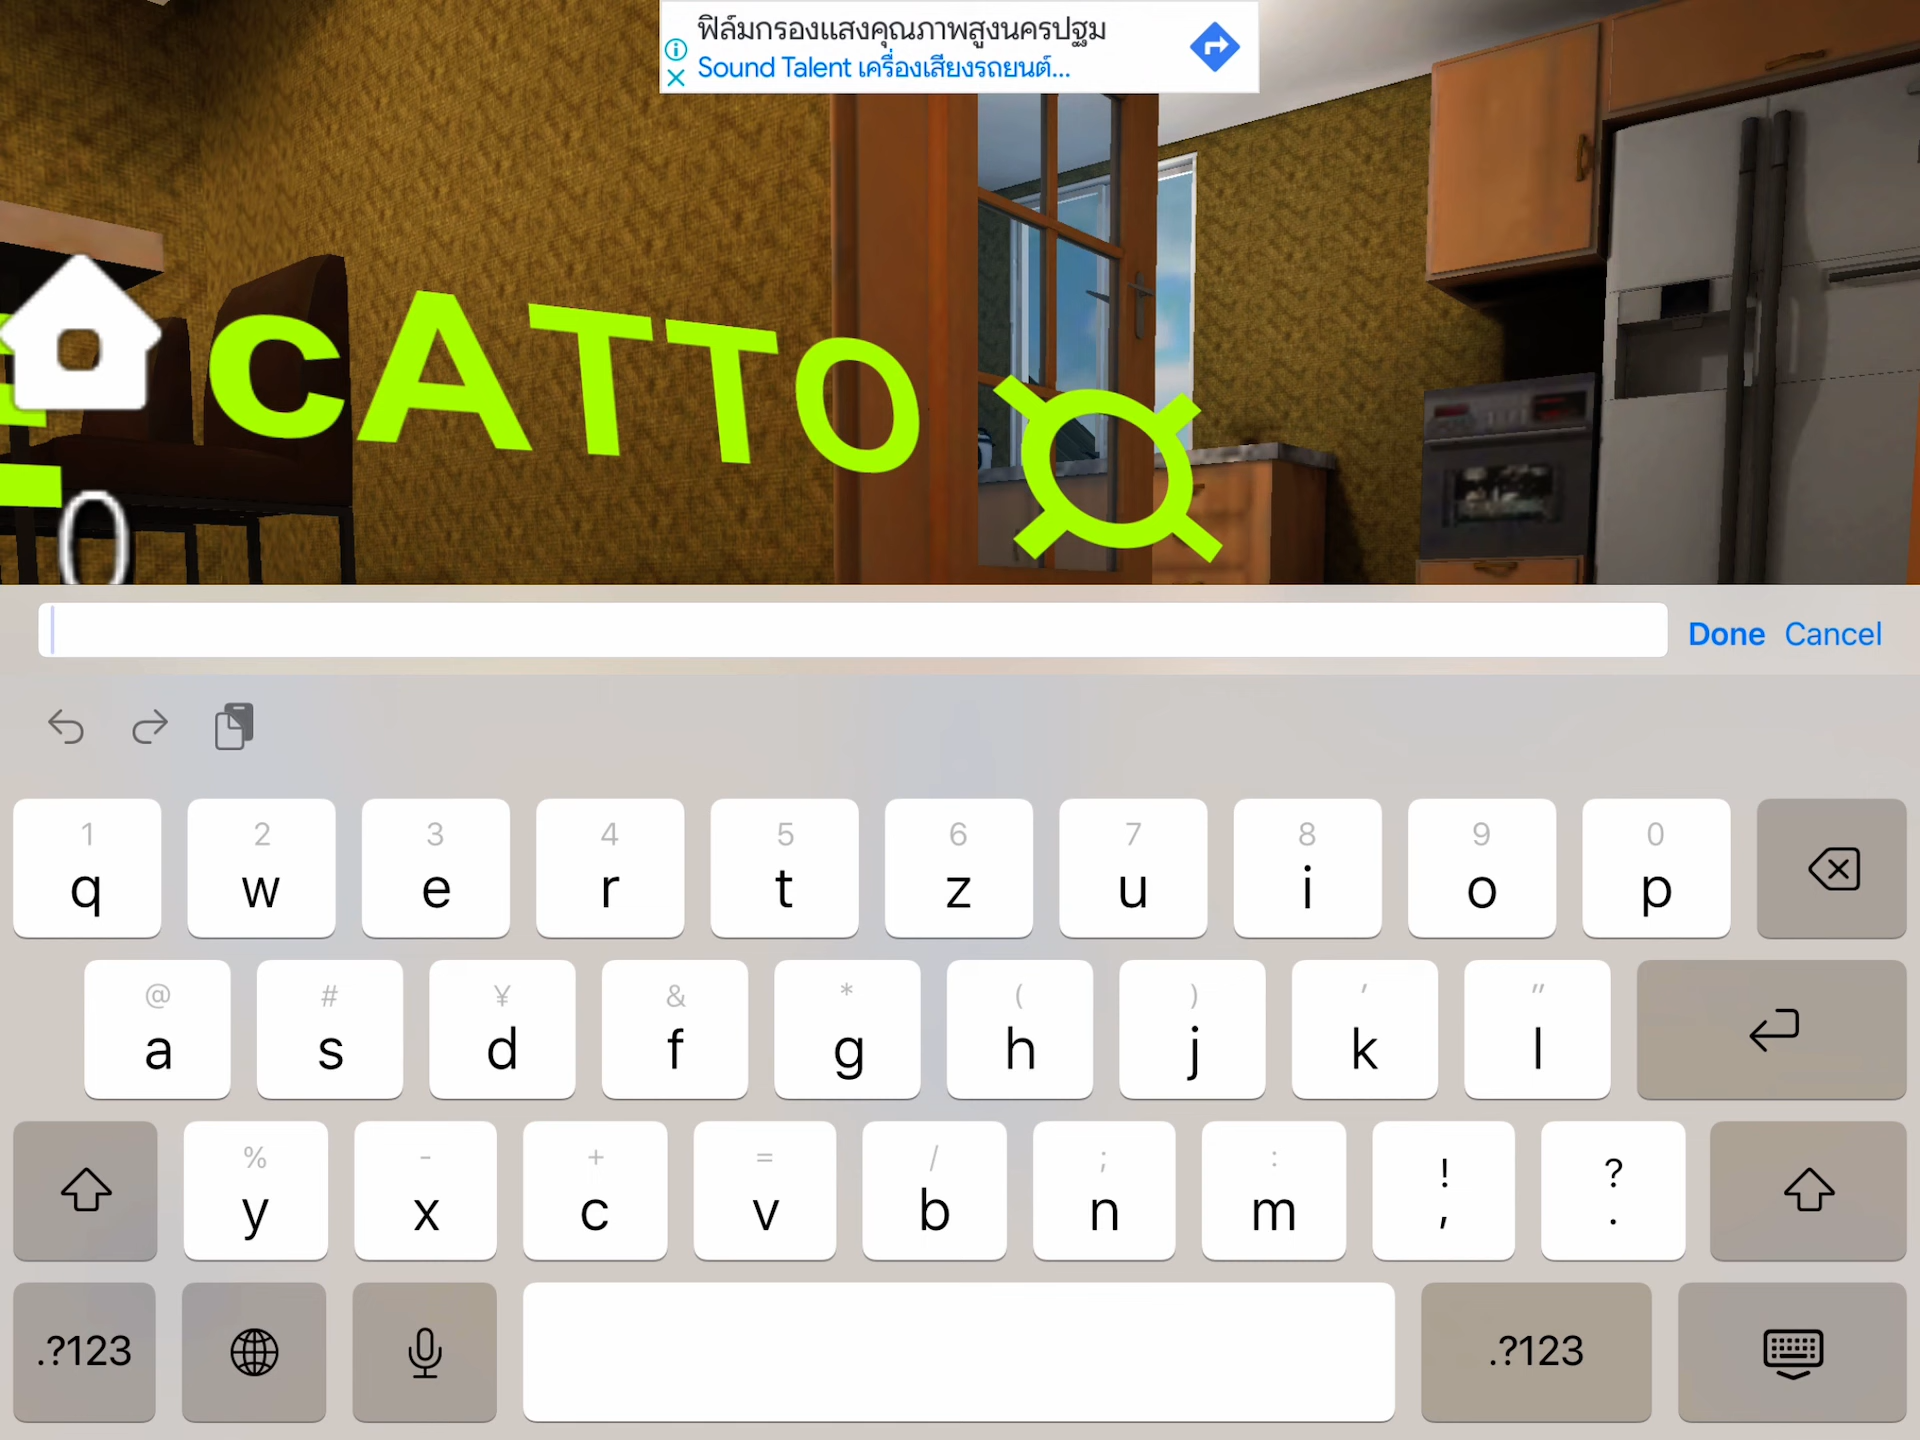 ฟิล์มกรองแสงคุณภาพสูงนครปฐม
Sound Talent เครื่องเสียงรถยนต์...
cATTO ¤
0
Done Cancel
1 2 3 4 5 6 7 8 9 0
q w e r t z u i o p
@ # ¥ & * ( ) ' "
a s d f g h j k l
% - + = / ; : ! ?
y x c v b n m , .
.?123 .?123